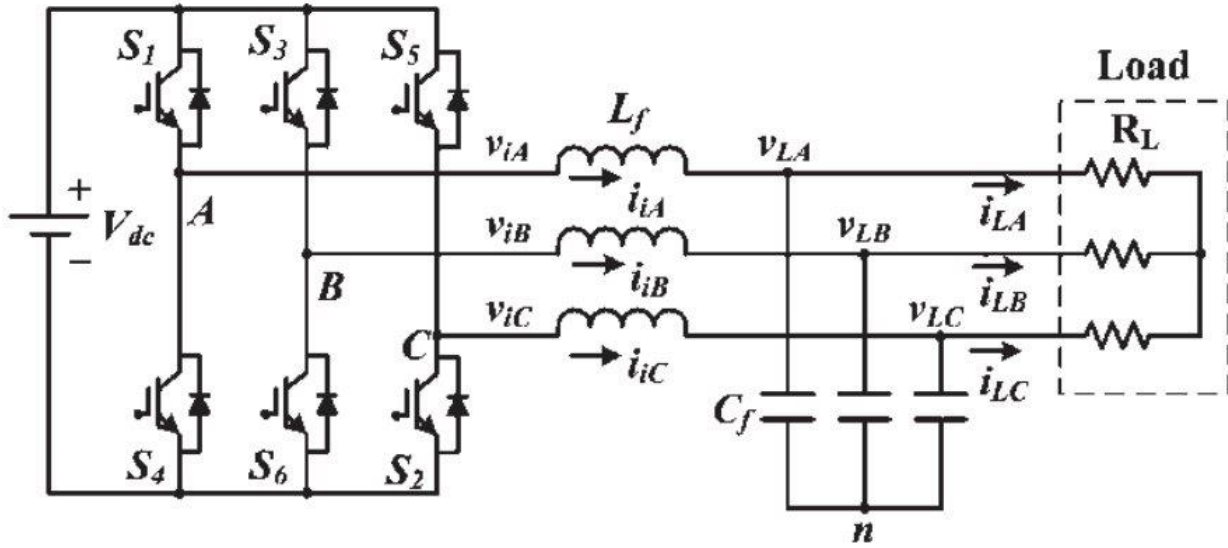 S1 S3 S5
Load
Lf RL
viA vLA
iiA iLA
+
Vdc
−
A
viB vLB
B
iiB iLB
viC vLC
C
iiC iLC
Cf
S4 S6 S2
n